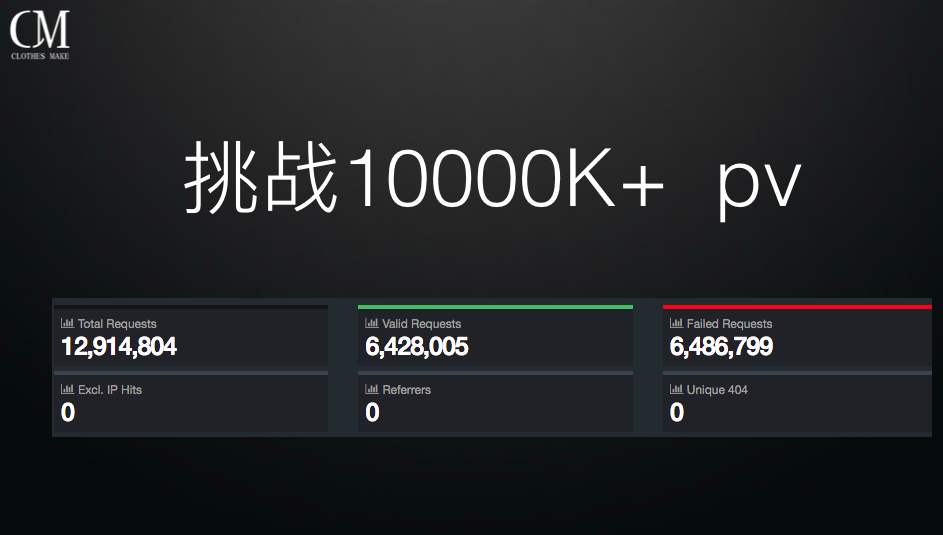 CM
CLOTHES MAKE
挑战10000K+ pv
Total Requests
12,914,804
Valid Requests
6,428,005
Failed Requests
6,486,799
Excl. IP Hits
0
Referrers
0
Unique 404
0